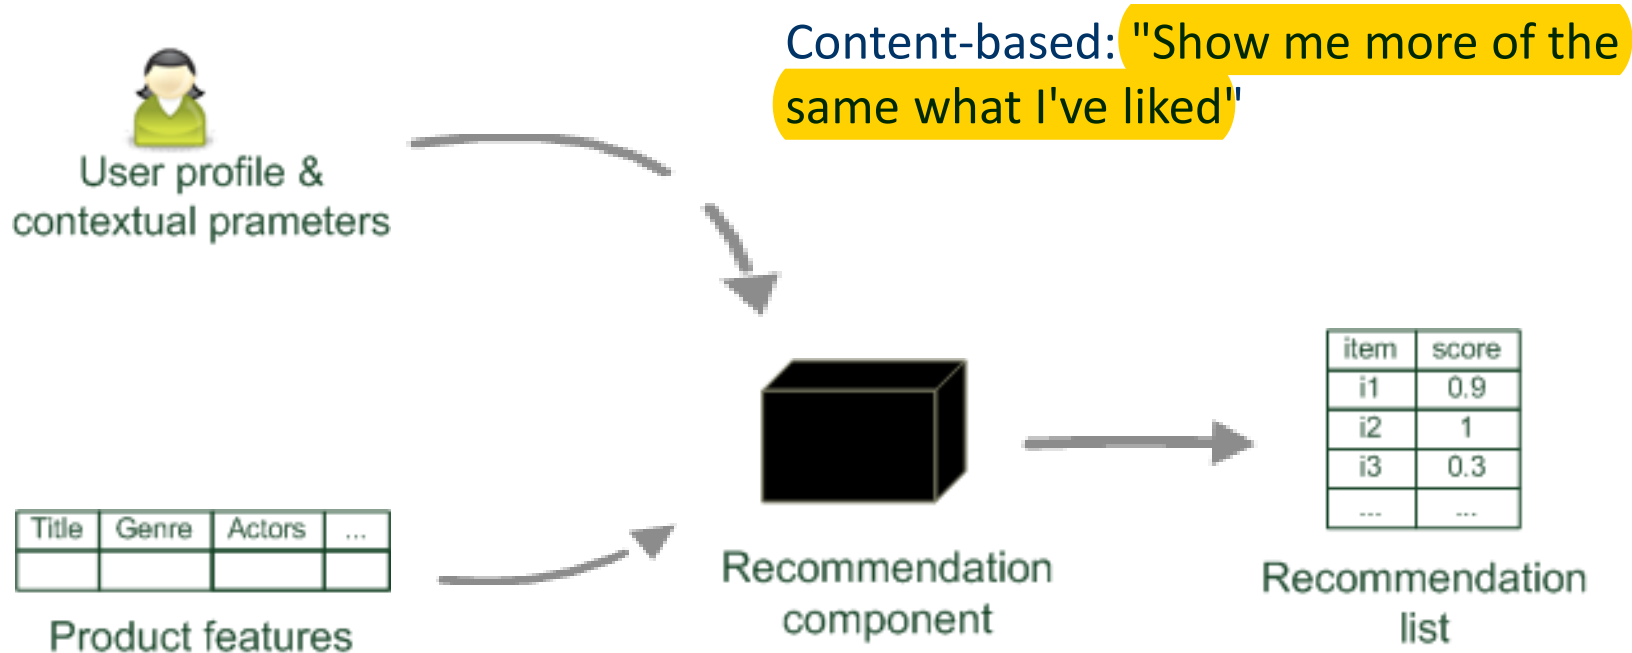 Content-based: "Show me more of the
same what I've liked"
User profile &
contextual prameters
item score
i1 0.9
i2 1
i3 0.3
... ...
Title Genre Actors ...
Product features
Recommendation
component
Recommendation
list